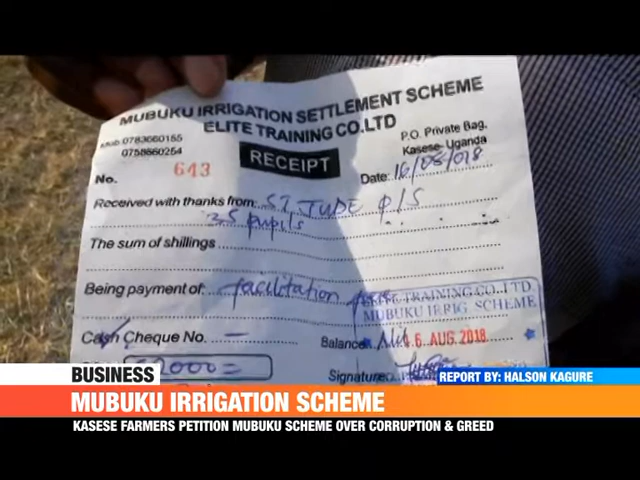 MUBUKU IRRIGATION SETTLEMENT SCHEME
ELITE TRAINING CO.LTD
Mob: 0783660155
0758660254
P.O. Private Bag,
Kasese-Uganda
No. 643
RECEIPT
Date: 16/08/018
Received with thanks from: ST. JUDE P/S
35 pupils
The sum of shillings
Being payment of: facilitation
ELITE TRAINING CO. LTD
MUBUKU IRRIG. SCHEME
Cash/ Cheque No. –
Balance: Nil
16 AUG 2018
000=
Signature
BUSINESS
REPORT BY: HALSON KAGURE
MUBUKU IRRIGATION SCHEME
KASESE FARMERS PETITION MUBUKU SCHEME OVER CORRUPTION & GREED